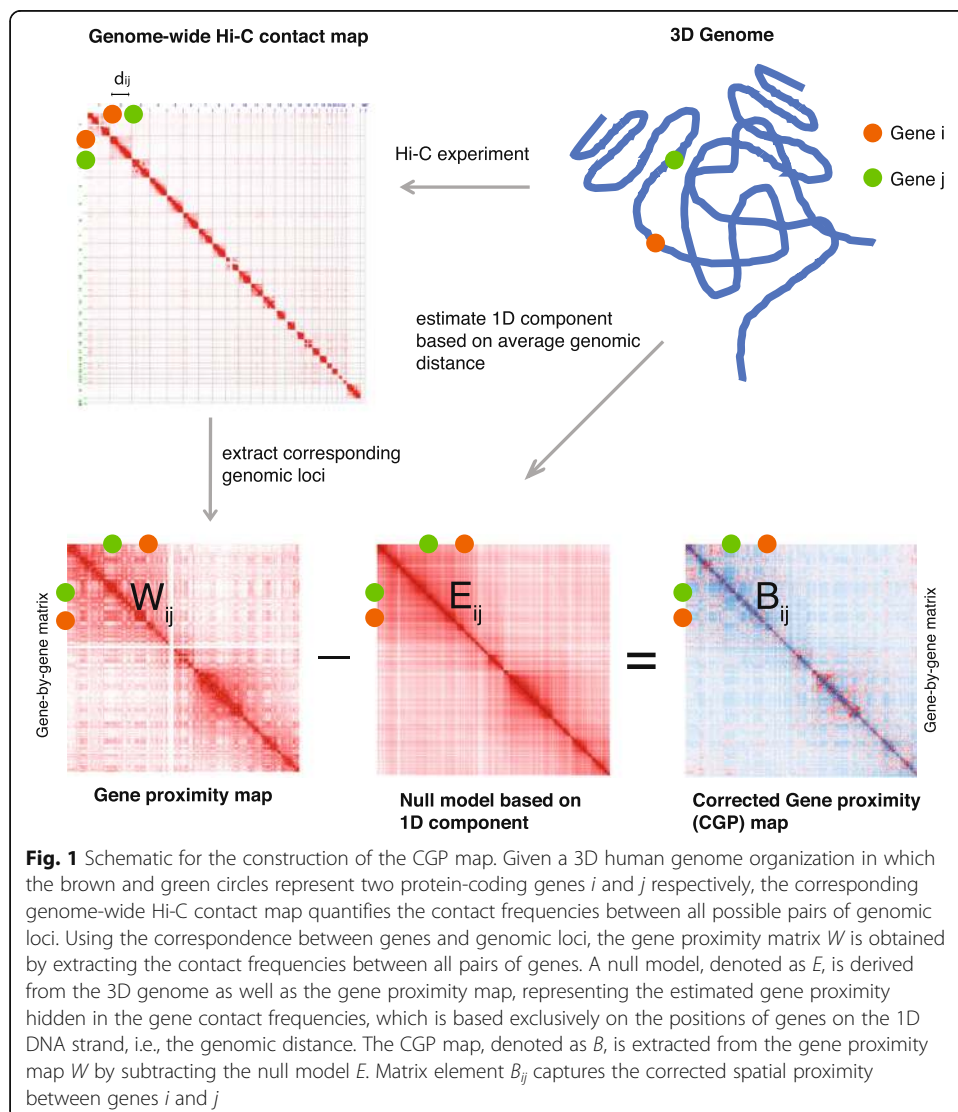 Genome-wide Hi-C contact map
3D Genome
dij
Gene i
Gene j
Hi-C experiment
estimate 1D component
based on average genomic
distance
extract corresponding
genomic loci
Gene-by-gene matrix
Wij
—
Eij
=
Bij
Gene-by-gene matrix
Gene proximity map
Null model based on
1D component
Corrected Gene proximity
(CGP) map
Fig. 1 Schematic for the construction of the CGP map. Given a 3D human genome organization in which
the brown and green circles represent two protein-coding genes i and j respectively, the corresponding
genome-wide Hi-C contact map quantifies the contact frequencies between all possible pairs of genomic
loci. Using the correspondence between genes and genomic loci, the gene proximity matrix W is obtained
by extracting the contact frequencies between all pairs of genes. A null model, denoted as E, is derived
from the 3D genome as well as the gene proximity map, representing the estimated gene proximity
hidden in the gene contact frequencies, which is based exclusively on the positions of genes on the 1D
DNA strand, i.e., the genomic distance. The CGP map, denoted as B, is extracted from the gene proximity
map W by subtracting the null model E. Matrix element Bij captures the corrected spatial proximity
between genes i and j